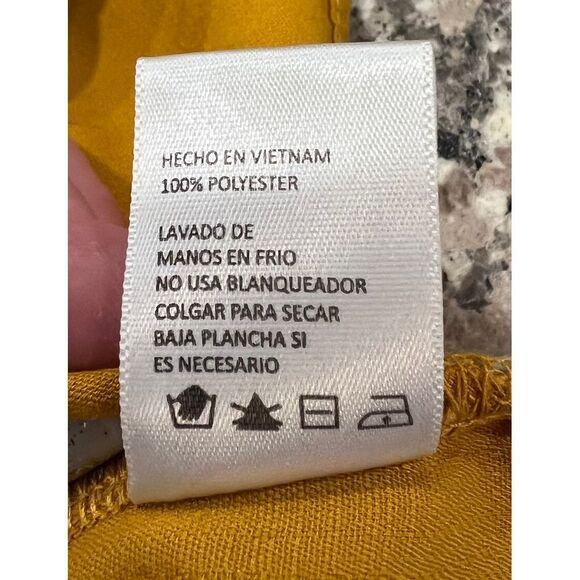 HECHO EN VIETNAM
100% POLYESTER
LAVADO DE
MANOS EN FRIO
NO USA BLANQUEADOR
COLGAR PARA SECAR
BAJA PLANCHA SI
ES NECESARIO